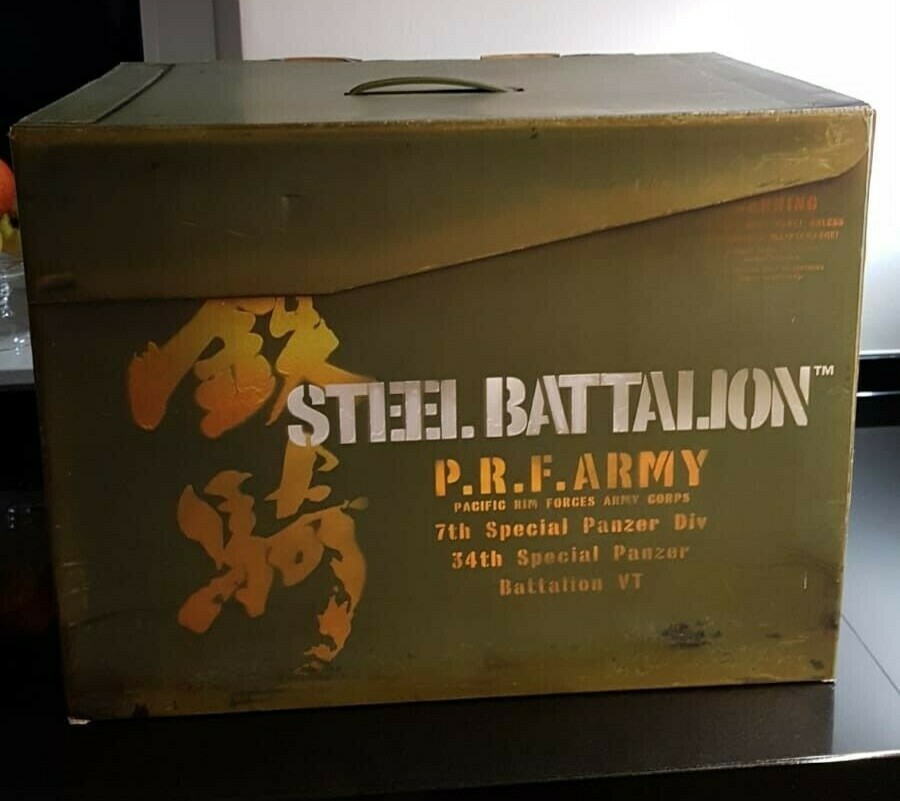 鉄騎
STEEL BATTALION™
P.R.F. ARMY
PACIFIC RIM FORCES ARMY CORPS
7th Special Panzer Div
34th Special Panzer
Battalion VT